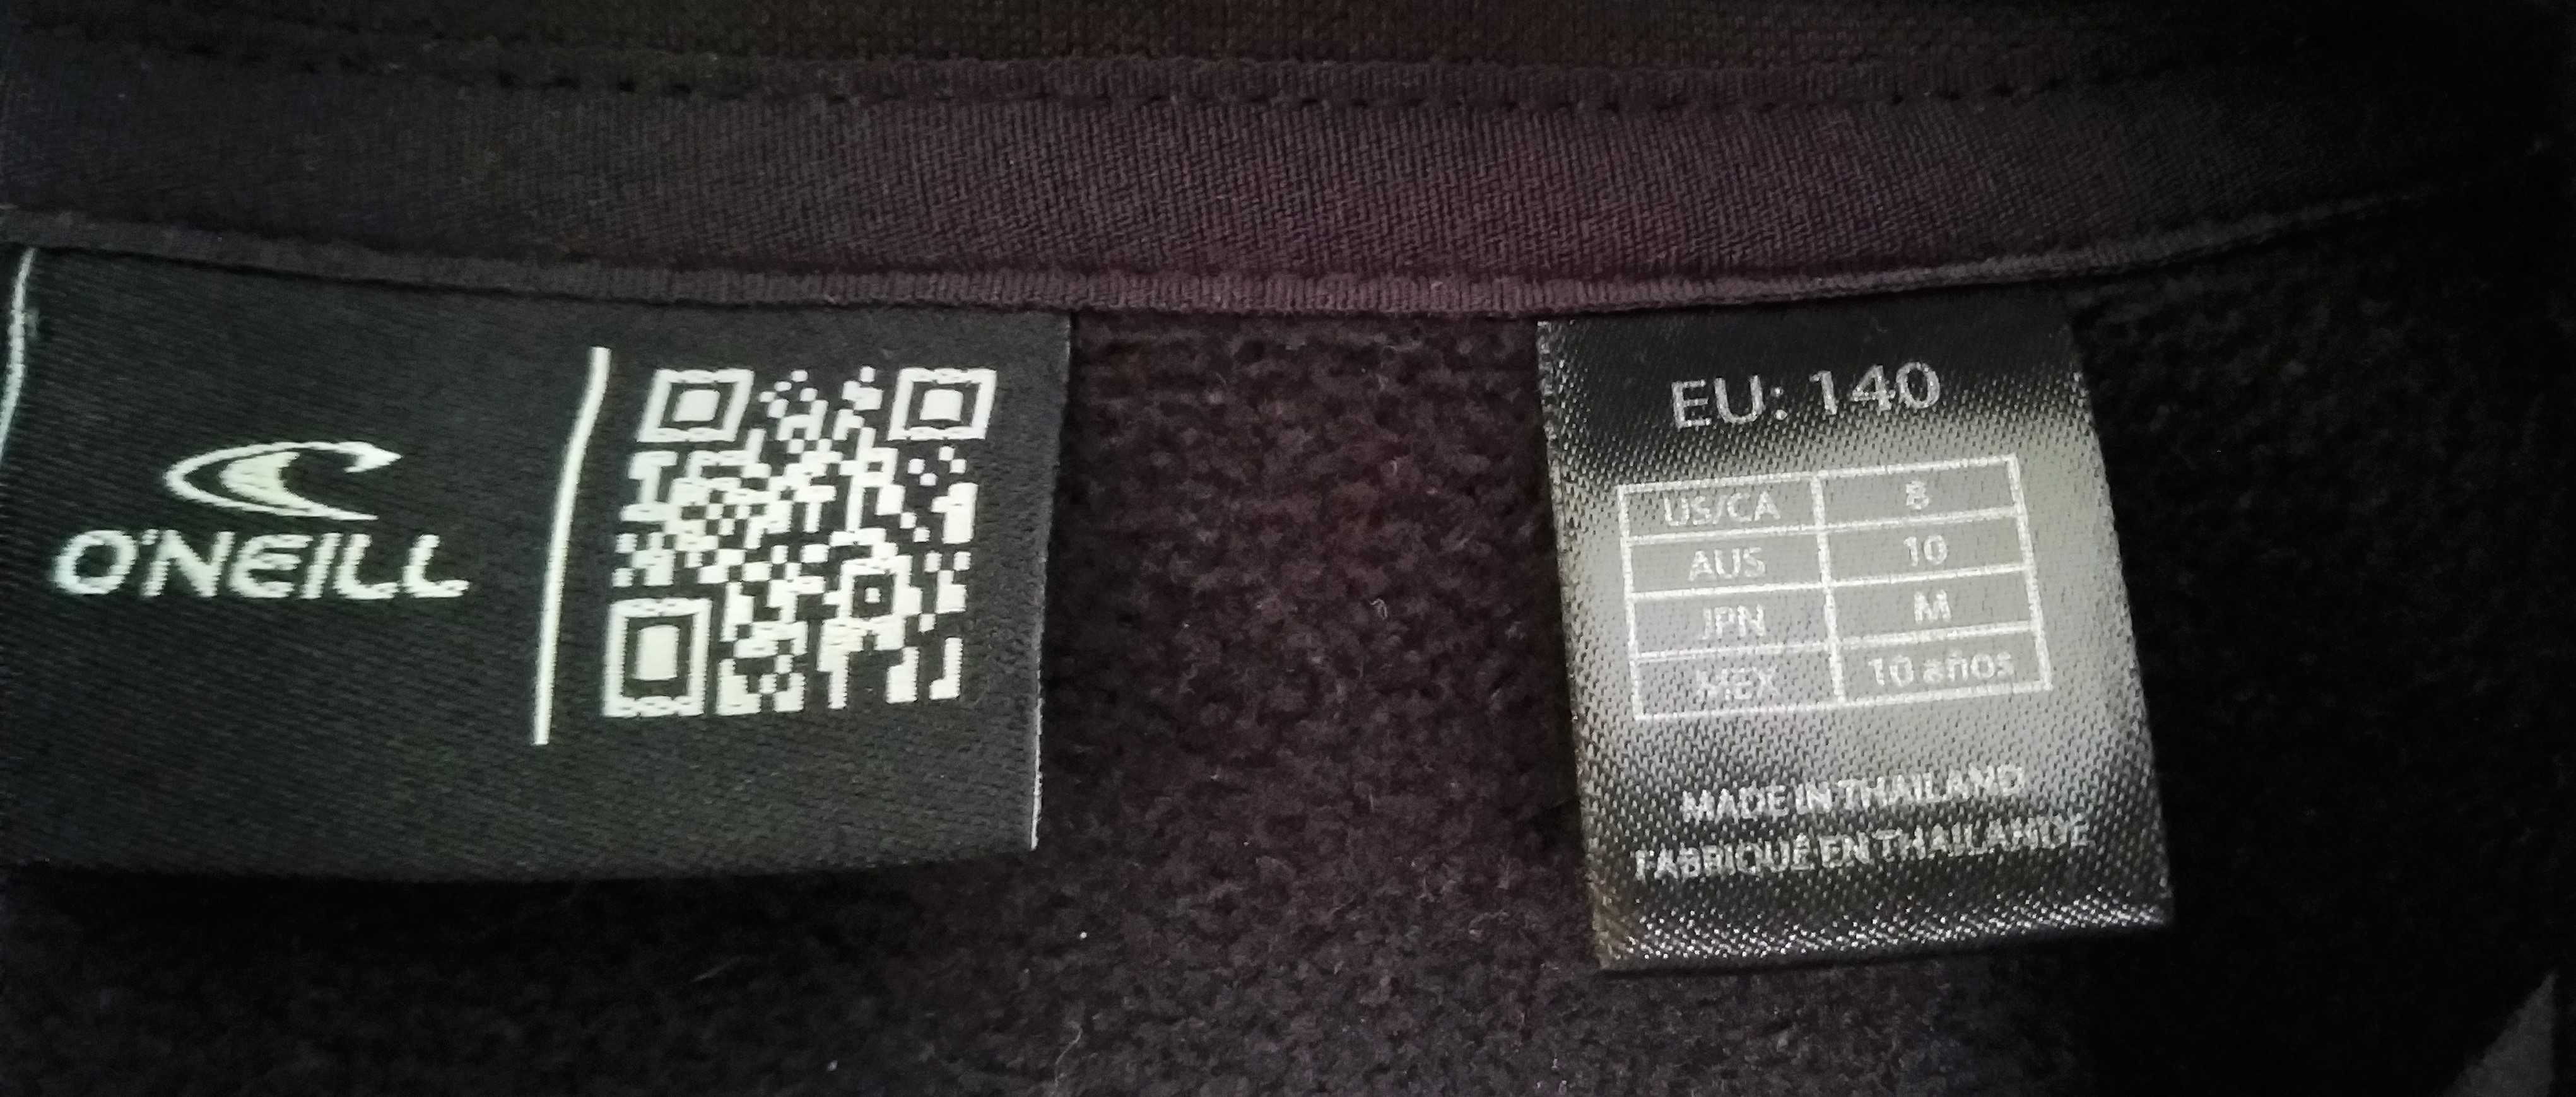 O'NEILL
EU: 140
US/CA 8
AUS 10
JPN M
MEX 10 años
MADE IN THAILAND
FABRIQUÉ EN THAILANDE